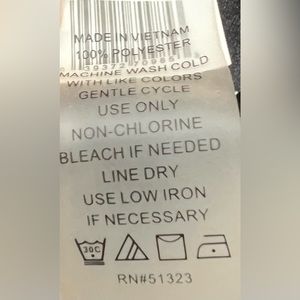 MADE IN VIETNAM
100% POLYESTER
MACHINE WASH COLD
WITH LIKE COLORS
GENTLE CYCLE
USE ONLY
NON-CHLORINE
BLEACH IF NEEDED
LINE DRY
USE LOW IRON
IF NECESSARY
30C
RN#51323